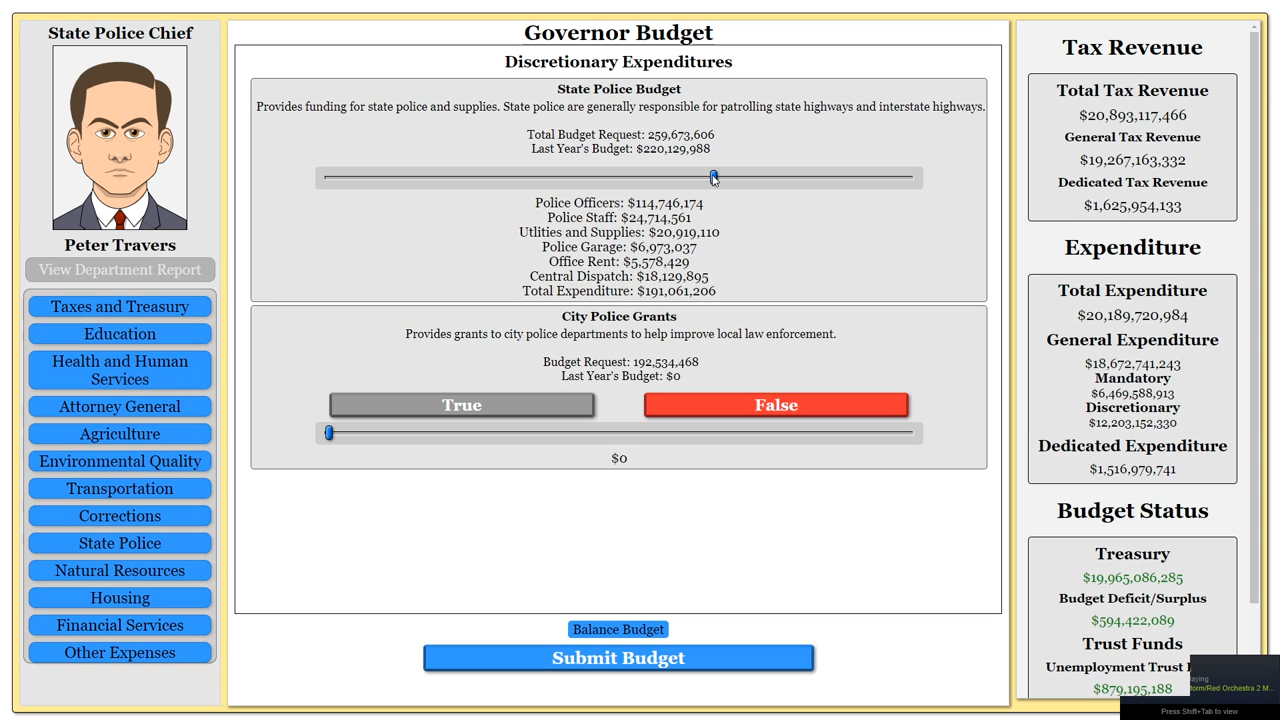 State Police Chief
Peter Travers
View Department Report
Taxes and Treasury
Education
Health and Human
Services
Attorney General
Agriculture
Environmental Quality
Transportation
Corrections
State Police
Natural Resources
Housing
Financial Services
Other Expenses
Governor Budget
Discretionary Expenditures
State Police Budget
Provides funding for state police and supplies. State police are generally responsible for patrolling state highways and interstate highways.
Total Budget Request: 259,673,606
Last Year's Budget: $220,129,988
Police Officers: $114,746,174
Police Staff: $24,714,561
Utlities and Supplies: $20,919,110
Police Garage: $6,973,037
Office Rent: $5,578,429
Central Dispatch: $18,129,895
Total Expenditure: $191,061,206
City Police Grants
Provides grants to city police departments to help improve local law enforcement.
Budget Request: 192,534,468
Last Year's Budget: $0
True
False
$0
Balance Budget
Submit Budget
Tax Revenue
Total Tax Revenue
$20,893,117,466
General Tax Revenue
$19,267,163,332
Dedicated Tax Revenue
$1,625,954,133
Expenditure
Total Expenditure
$20,189,720,984
General Expenditure
$18,672,741,243
Mandatory
$6,469,588,913
Discretionary
$12,203,152,330
Dedicated Expenditure
$1,516,979,741
Budget Status
Treasury
$19,965,086,285
Budget Deficit/Surplus
$594,422,089
Trust Funds
Unemployment Trust
$879,195,188
laying
torm/Red Orchestra 2 M...
Press Shift+Tab to view